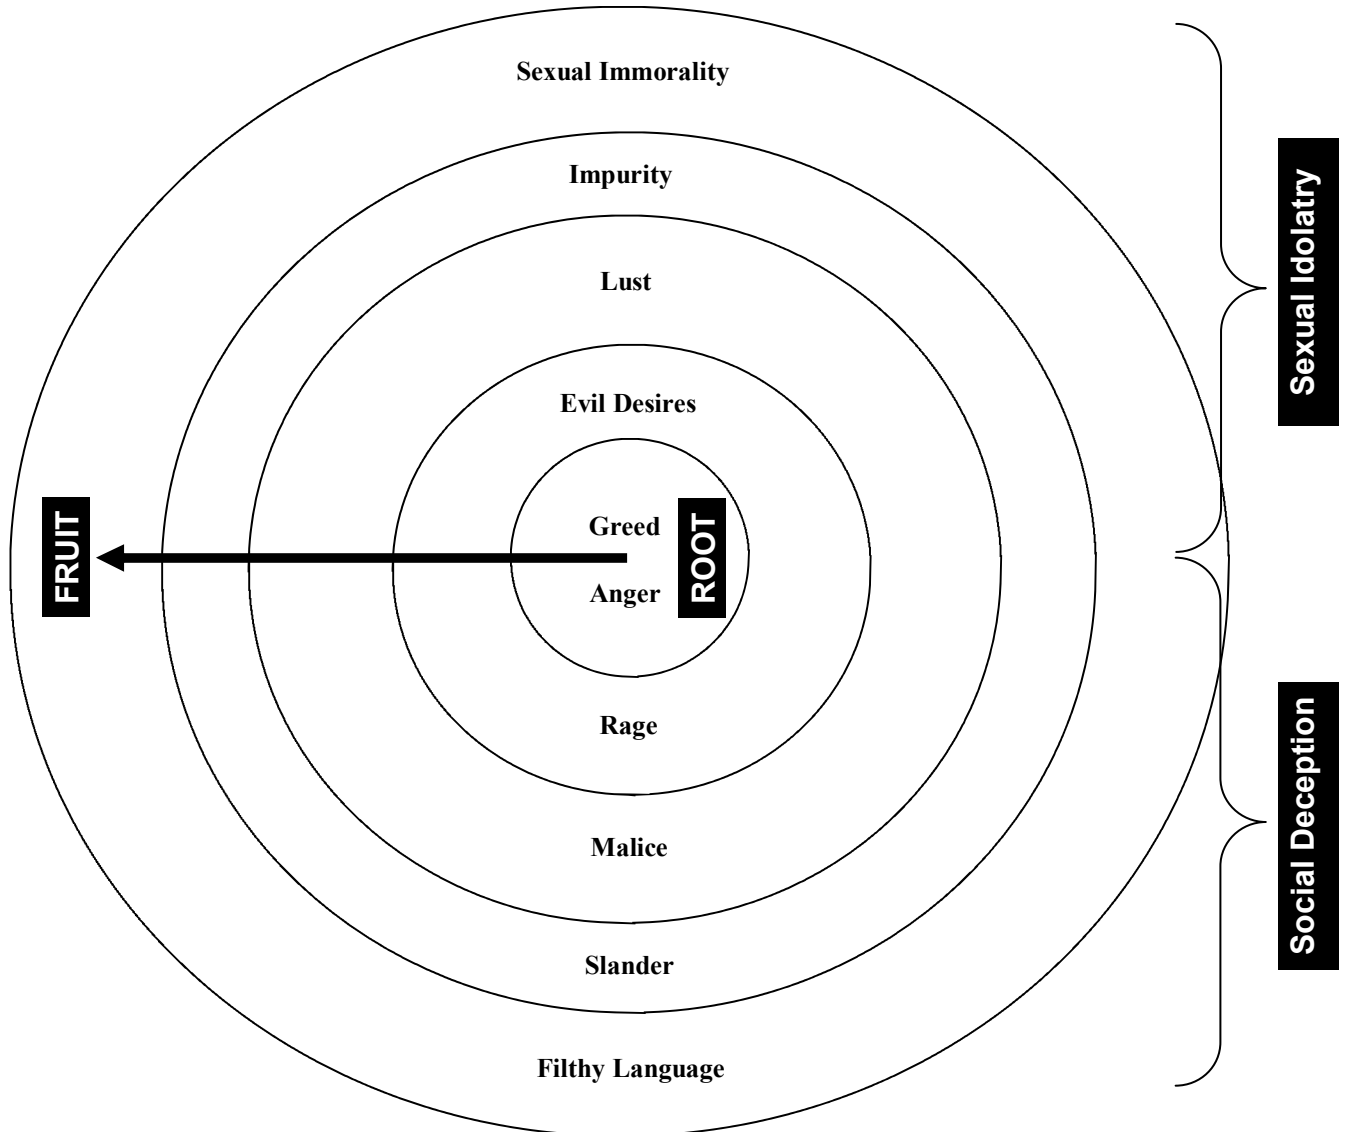 Sexual Immorality
Impurity
Lust
Evil Desires
Greed
Anger
Rage
Malice
Slander
Filthy Language
FRUIT
ROOT
Sexual Idolatry
Social Deception